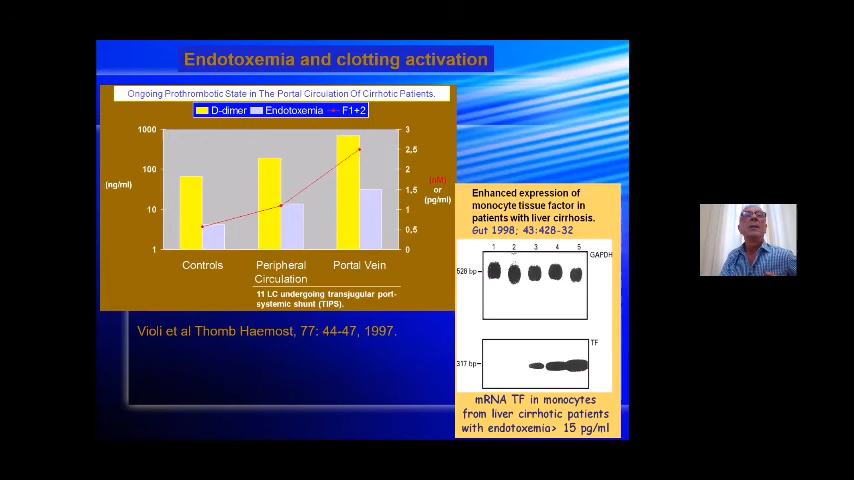 Endotoxemia and clotting activation
Ongoing Prothrombotic State in The Portal Circulation Of Cirrhotic Patients.
D-dimer Endotoxemia F1+2
1000
100
10
1
(ng/ml)
3
2,5
2
1,5
1
0,5
0
(nM)
or
(pg/ml)
Controls
Peripheral
Circulation
Portal Vein
11 LC undergoing transjugular port-
systemic shunt (TIPS).
Violi et al Thomb Haemost, 77: 44-47, 1997.
Enhanced expression of
monocyte tissue factor in
patients with liver cirrhosis.
Gut 1998; 43:428-32
1 2 3 4 5
GAPDH
528 bp
TF
317 bp
mRNA TF in monocytes
from liver cirrhotic patients
with endotoxemia> 15 pg/ml